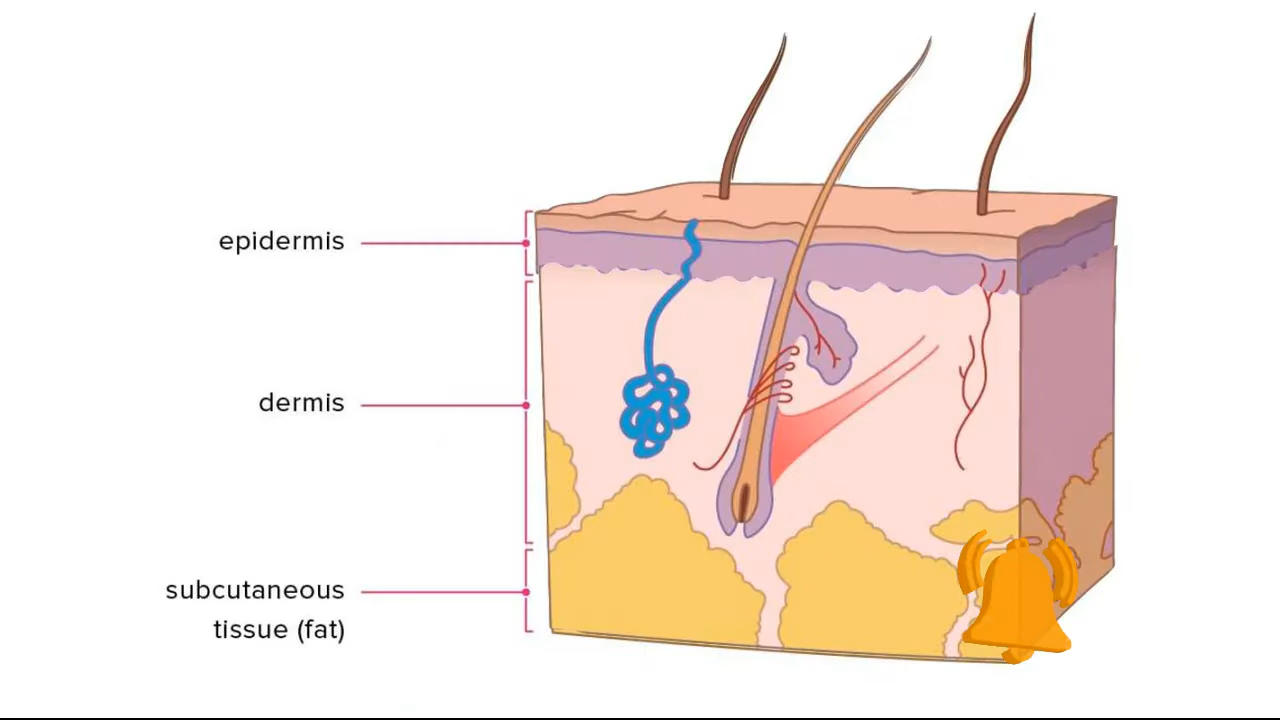 epidermis
dermis
subcutaneous
tissue (fat)